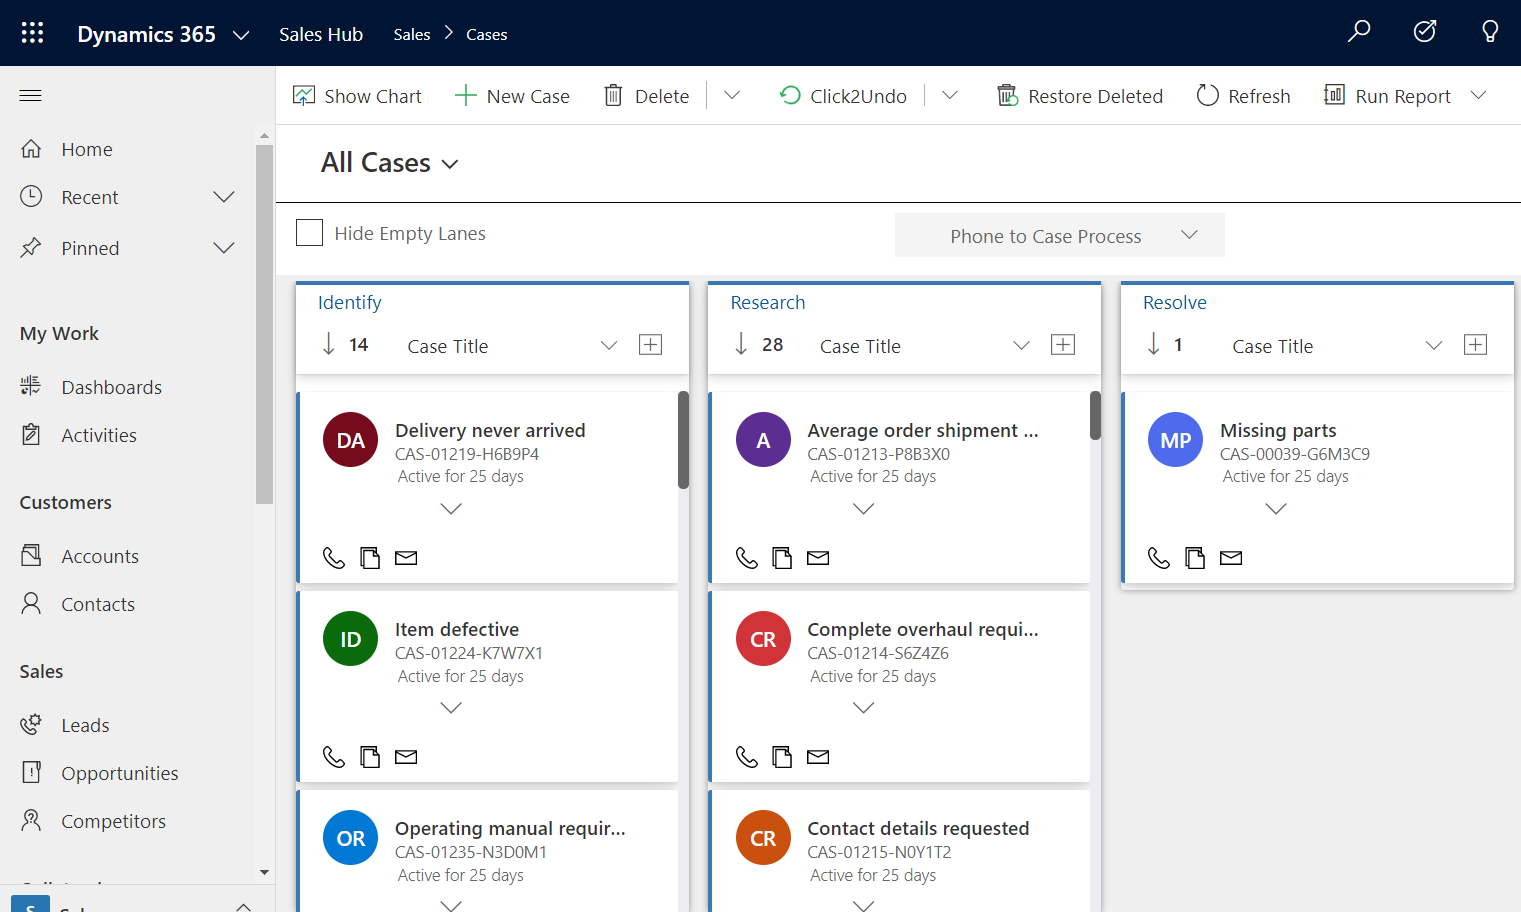 Dynamics 365 Sales Hub Sales Cases
Show Chart New Case Delete Click2Undo Restore Deleted Refresh Run Report
Home
Recent
Pinned
My Work
Dashboards
Activities
Customers
Accounts
Contacts
Sales
Leads
Opportunities
Competitors
S
All Cases
Hide Empty Lanes
Phone to Case Process
Identify
14 Case Title
DA
Delivery never arrived
CAS-01219-H6B9P4
Active for 25 days
ID
Item defective
CAS-01224-K7W7X1
Active for 25 days
OR
Operating manual requir...
CAS-01235-N3D0M1
Active for 25 days
Research
28 Case Title
A
Average order shipment ...
CAS-01213-P8B3X0
Active for 25 days
CR
Complete overhaul requi...
CAS-01214-S6Z4Z6
Active for 25 days
CR
Contact details requested
CAS-01215-N0Y1T2
Active for 25 days
Resolve
1 Case Title
MP
Missing parts
CAS-00039-G6M3C9
Active for 25 days